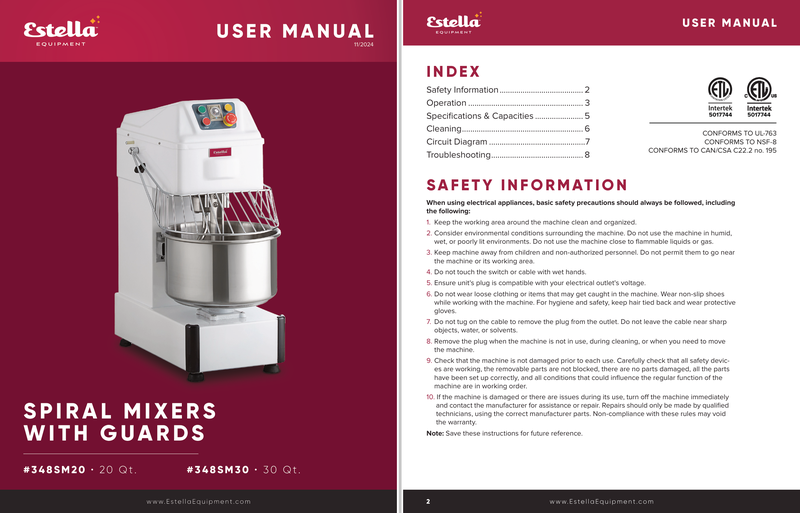 Estella
EQUIPMENT
USER MANUAL
11/2024
Estella
SPIRAL MIXERS
WITH GUARDS
#348SM20 • 20 Qt.
#348SM30 • 30 Qt.
www.EstellaEquipment.com
Estella
EQUIPMENT
USER MANUAL
INDEX
Safety Information ...................................... 2
Operation .................................................... 3
Specifications & Capacities ...................... 5
Cleaning ...................................................... 6
Circuit Diagram ............................................7
Troubleshooting .......................................... 8
ETL
Intertek
5017744
C ETL US
Intertek
5017744
CONFORMS TO UL-763
CONFORMS TO NSF-8
CONFORMS TO CAN/CSA C22.2 no. 195
SAFETY INFORMATION
When using electrical appliances, basic safety precautions should always be followed, including
the following:
1. Keep the working area around the machine clean and organized.
2. Consider environmental conditions surrounding the machine. Do not use the machine in humid,
wet, or poorly lit environments. Do not use the machine close to flammable liquids or gas.
3. Keep machine away from children and non-authorized personnel. Do not permit them to go near
the machine or its working area.
4. Do not touch the switch or cable with wet hands.
5. Ensure unit's plug is compatible with your electrical outlet's voltage.
6. Do not wear loose clothing or items that may get caught in the machine. Wear non-slip shoes
while working with the machine. For hygiene and safety, keep hair tied back and wear protective
gloves.
7. Do not tug on the cable to remove the plug from the outlet. Do not leave the cable near sharp
objects, water, or solvents.
8. Remove the plug when the machine is not in use, during cleaning, or when you need to move
the machine.
9. Check that the machine is not damaged prior to each use. Carefully check that all safety devic-
es are working, the removable parts are not blocked, there are no parts damaged, all the parts
have been set up correctly, and all conditions that could influence the regular function of the
machine are in working order.
10. If the machine is damaged or there are issues during its use, turn off the machine immediately
and contact the manufacturer for assistance or repair. Repairs should only be made by qualified
technicians, using the correct manufacturer parts. Non-compliance with these rules may void
the warranty.
Note: Save these instructions for future reference.
2
www.EstellaEquipment.com